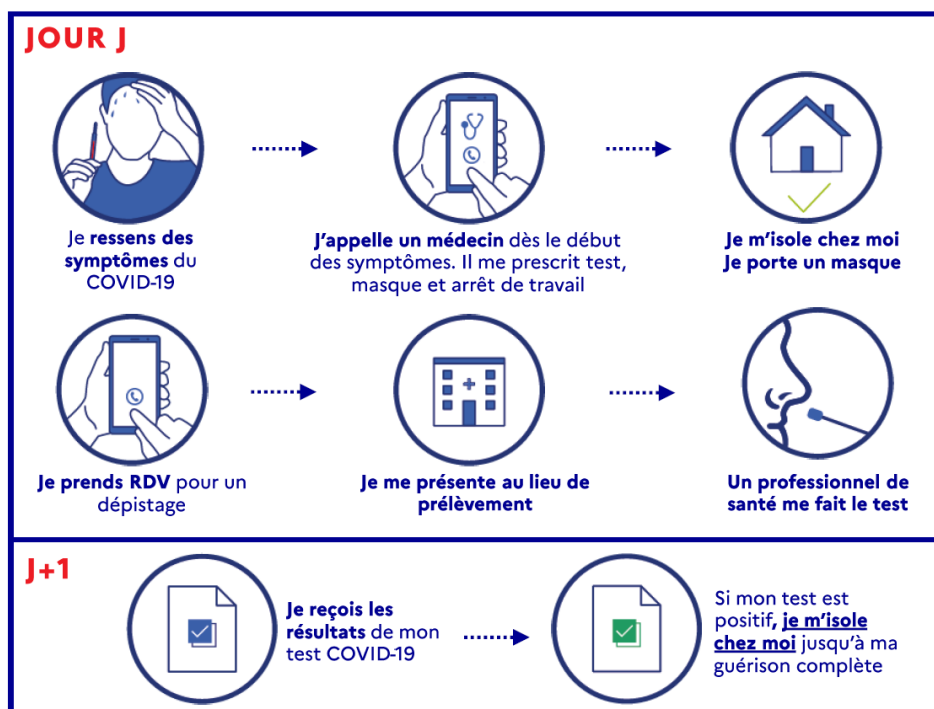 JOUR J
Je ressens des
symptômes du
COVID-19
J'appelle un médecin dès le début
des symptômes. Il me prescrit test,
masque et arrêt de travail
Je m'isole chez moi
Je porte un masque
Je prends RDV pour un
dépistage
Je me présente au lieu de
prélèvement
Un professionnel de
santé me fait le test
J+1
Je reçois les
résultats de mon
test COVID-19
Si mon test est
positif, je m'isole
chez moi jusqu'à ma
guérison complète